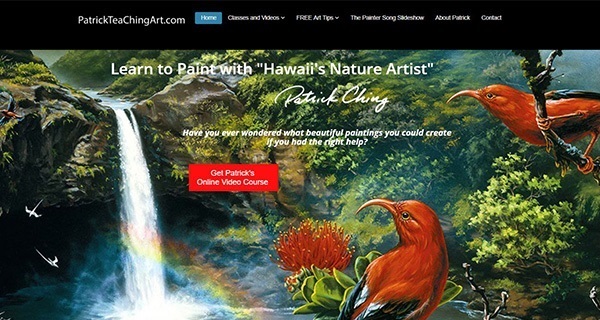 PatrickTeaChingArt.com
Home Classes and Videos FREE Art Tips The Painter Song Slideshow About Patrick Contact
Learn to Paint with "Hawaii's Nature Artist"
Patrick Ching
Have you ever wondered what beautiful paintings you could create
if you had the right help?
Get Patrick's
Online Video Course